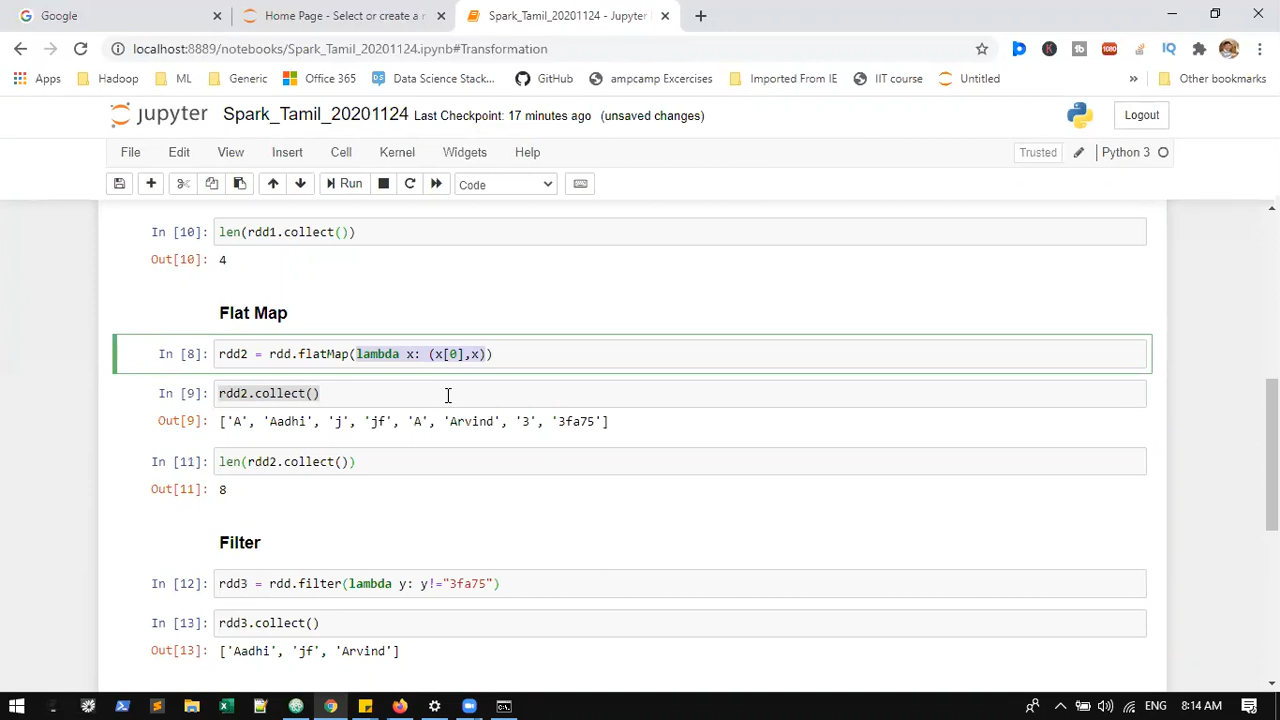 Google
Home Page - Select or create a n
Spark_Tamil_20201124 - Jupyter
localhost:8889/notebooks/Spark_Tamil_20201124.ipynb#Transformation
Apps Hadoop ML Generic Office 365 Data Science Stack... GitHub ampcamp Excercises Imported From IE IIT course Untitled » Other bookmarks
jupyter Spark_Tamil_20201124 Last Checkpoint: 17 minutes ago (unsaved changes) Logout
File Edit View Insert Cell Kernel Widgets Help Trusted Python 3
Run Code
In [10]: len(rdd1.collect())
Out[10]: 4
Flat Map
In [8]: rdd2 = rdd.flatMap(lambda x: (x[0],x))
In [9]: rdd2.collect()
Out[9]: ['A', 'Aadhi', 'j', 'jf', 'A', 'Arvind', '3', '3fa75']
In [11]: len(rdd2.collect())
Out[11]: 8
Filter
In [12]: rdd3 = rdd.filter(lambda y: y!="3fa75")
In [13]: rdd3.collect()
Out[13]: ['Aadhi', 'jf', 'Arvind']
ENG 8:14 AM